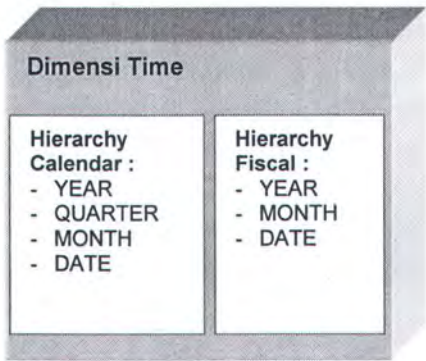 Dimensi Time
Hierarchy
Calendar :
- YEAR
- QUARTER
- MONTH
- DATE
Hierarchy
Fiscal :
- YEAR
- MONTH
- DATE